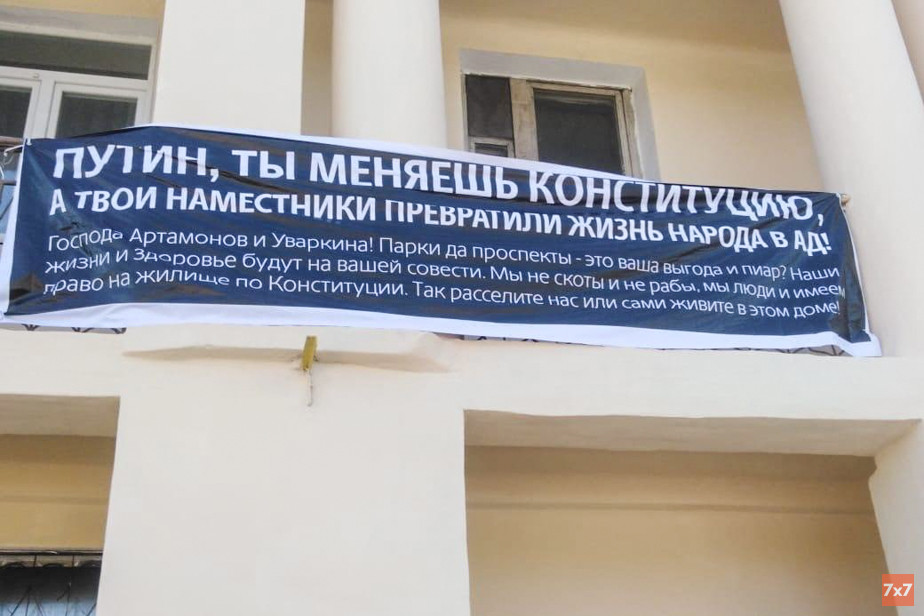 ПУТИН, ТЫ МЕНЯЕШЬ КОНСТИТУЦИЮ,
А ТВОИ НАМЕСТНИКИ ПРЕВРАТИЛИ ЖИЗНЬ НАРОДА В АД!
Господа Артамонов и Уваркина! Парки да проспекты - это ваша выгода и пиар? Наши
жизни и Здоровье будут на вашей совести. Мы не скоты и не рабы, мы люди и имеем
право на жилище по Конституции. Так расселите нас или сами живите в этом доме!
7x7